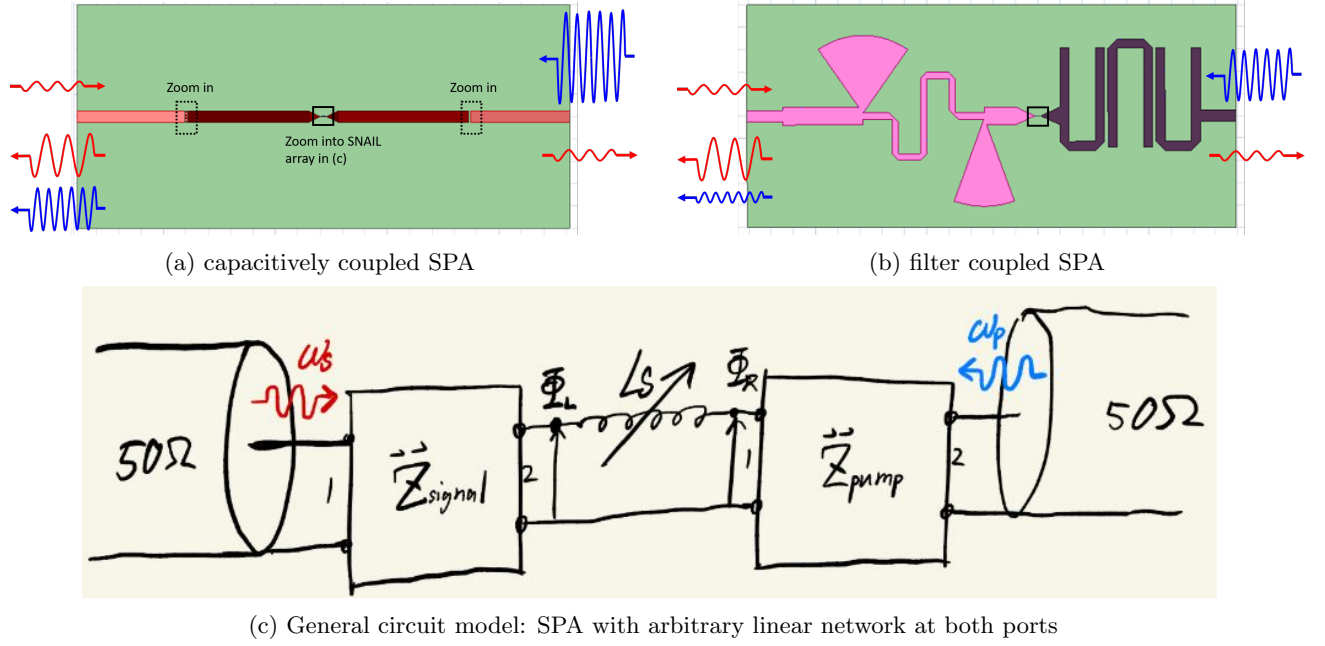 Zoom in
Zoom in
Zoom into SNAIL
array in (c)
(a) capacitively coupled SPA
(b) filter coupled SPA
50Ω
ωs
1
Z⃗⃗signal
2
ΦL
LS
ΦR
1
Z⃗⃗pump
2
ωp
50Ω
(c) General circuit model: SPA with arbitrary linear network at both ports